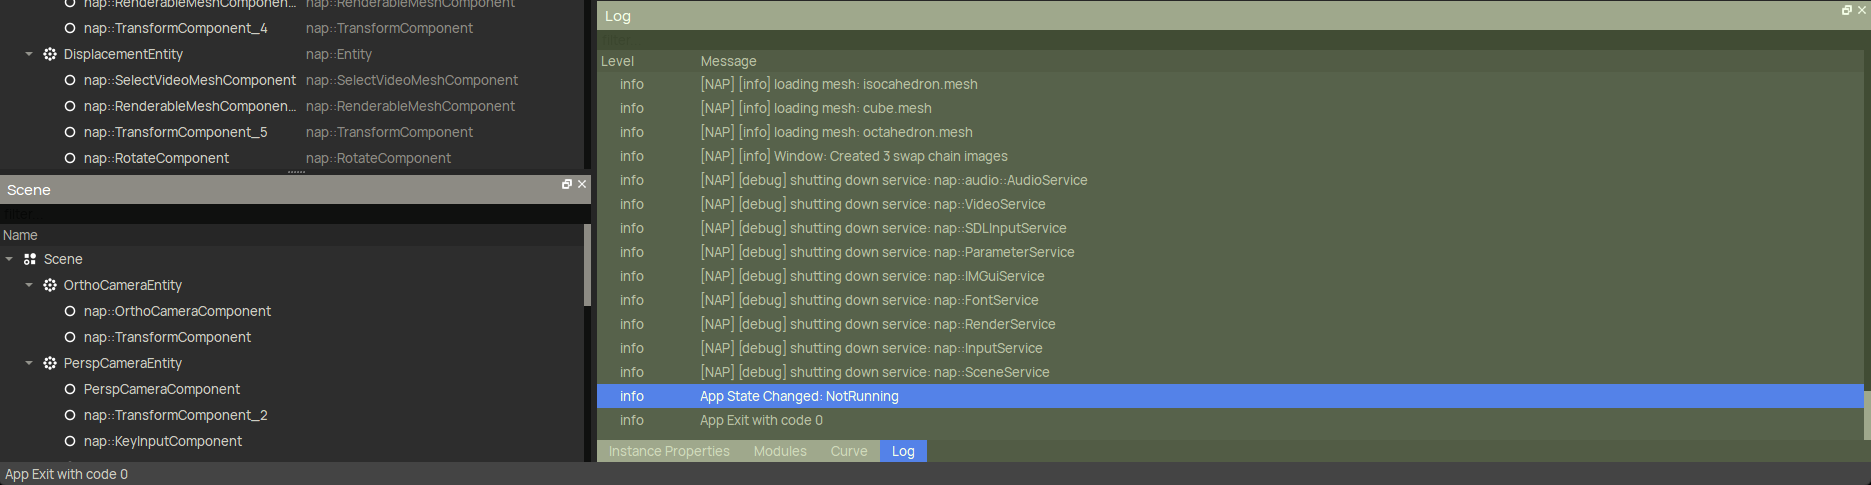 nap::RenderableMeshComponen... nap::RenderableMeshComponent
nap::TransformComponent_4 nap::TransformComponent
DisplacementEntity nap::Entity
nap::SelectVideoMeshComponent nap::SelectVideoMeshComponent
nap::RenderableMeshComponen... nap::RenderableMeshComponent
nap::TransformComponent_5 nap::TransformComponent
nap::RotateComponent nap::RotateComponent
Scene
filter
Name
Scene
OrthoCameraEntity
nap::OrthoCameraComponent
nap::TransformComponent
PerspCameraEntity
PerspCameraComponent
nap::TransformComponent_2
nap::KeyInputComponent
Log
filter
Level Message
info [NAP] [info] loading mesh: isocahedron.mesh
info [NAP] [info] loading mesh: cube.mesh
info [NAP] [info] loading mesh: octahedron.mesh
info [NAP] [info] Window: Created 3 swap chain images
info [NAP] [debug] shutting down service: nap::audio::AudioService
info [NAP] [debug] shutting down service: nap::VideoService
info [NAP] [debug] shutting down service: nap::SDLInputService
info [NAP] [debug] shutting down service: nap::ParameterService
info [NAP] [debug] shutting down service: nap::IMGuiService
info [NAP] [debug] shutting down service: nap::FontService
info [NAP] [debug] shutting down service: nap::RenderService
info [NAP] [debug] shutting down service: nap::InputService
info [NAP] [debug] shutting down service: nap::SceneService
info App State Changed: NotRunning
info App Exit with code 0
Instance Properties Modules Curve Log
App Exit with code 0